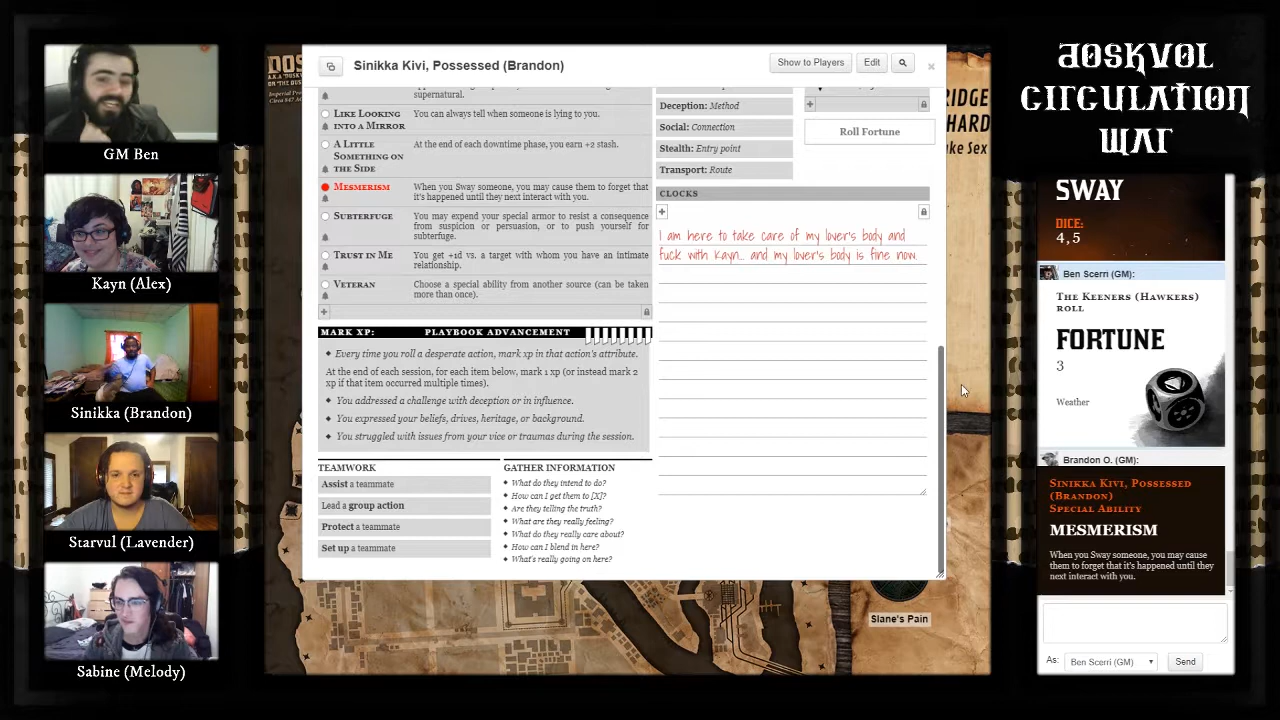 GM Ben
Kayn (Alex)
Sinikka (Brandon)
Starvul (Lavender)
Sabine (Melody)
Sinikka Kivi, Possessed (Brandon)
Show to Players
Edit
supernatural.
Like Looking into a Mirror
You can always tell when someone is lying to you.
A Little Something on the Side
At the end of each downtime phase, you earn +2 stash.
Mesmerism
When you Sway someone, you may cause them to forget that
it's happened until they next interact with you.
Subterfuge
You may expend your special armor to resist a consequence
from suspicion or persuasion, or to push yourself for
subterfuge.
Trust in Me
You get +1d vs. a target with whom you have an intimate
relationship.
Veteran
Choose a special ability from another source (can be taken
more than once).
MARK XP: PLAYBOOK ADVANCEMENT
Every time you roll a desperate action, mark xp in that action's attribute.
At the end of each session, for each item below, mark 1 xp (or instead mark 2
xp if that item occurred multiple times).
You addressed a challenge with deception or influence.
You expressed your beliefs, drives, heritage, or background.
You struggled with issues from your vice or traumas during the session.
TEAMWORK
Assist a teammate
Lead a group action
Protect a teammate
Set up a teammate
GATHER INFORMATION
What do they intend to do?
How can I get them to [X]?
Are they telling the truth?
What are they really feeling?
What do they really care about?
How can I blend in here?
What's really going on here?
Deception: Method
Social: Connection
Stealth: Entry point
Transport: Route
Roll Fortune
CLOCKS
I am here to take care of my lover's body and
fuck with Kayn... and my lover's body is fine now.
Slane's Pain
DOSKVOL
CIRCULATION
WAR
SWAY
DICE:
4,5
Ben Scerri (GM):
The Keeners (Hawkers)
roll
FORTUNE
3
Weather
Brandon O. (GM):
Sinikka Kivi, Possessed
(Brandon)
Special Ability
MESMERISM
When you Sway someone, you may cause
them to forget that it's happened until they
next interact with you.
As: Ben Scerri (GM)
Send